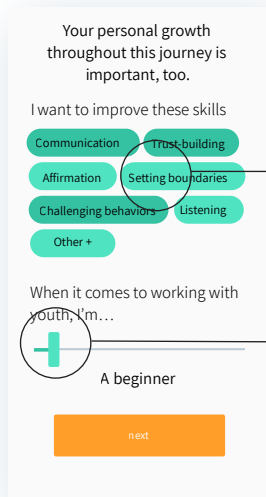 Your personal growth
throughout this journey is
important, too.
I want to improve these skills
Communication Trust-building
Affirmation Setting boundaries
Challenging behaviors Listening
Other +
When it comes to working with
youth, I'm...
A beginner
next